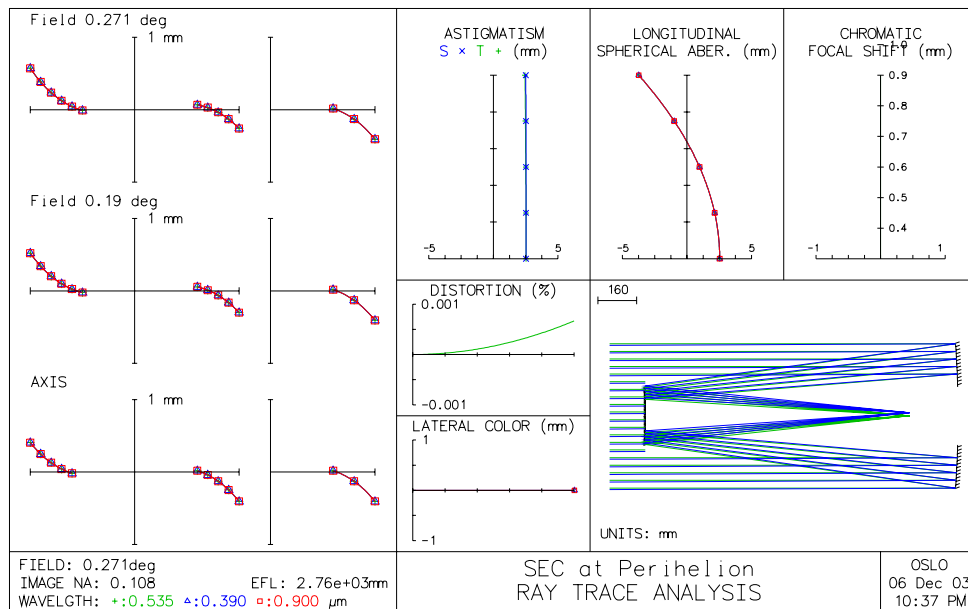 Field 0.271 deg
1 mm
Field 0.19 deg
1 mm
AXIS
1 mm
ASTIGMATISM
S × T + (mm)
-5 5
LONGITUDINAL
SPHERICAL ABER. (mm)
-5 5
CHROMATIC
FOCAL SHIFT (mm)
1.0
0.9
0.8
0.7
0.6
0.5
0.4
-1 1
DISTORTION (%)
0.001
-0.001
LATERAL COLOR (mm)
1
-1
160
UNITS: mm
FIELD: 0.271deg
IMAGE NA: 0.108 EFL: 2.76e+03mm
WAVELGTH: +:0.535 △:0.390 □:0.900 µm
SEC at Perihelion
RAY TRACE ANALYSIS
OSLO
06 Dec 03
10:37 PM